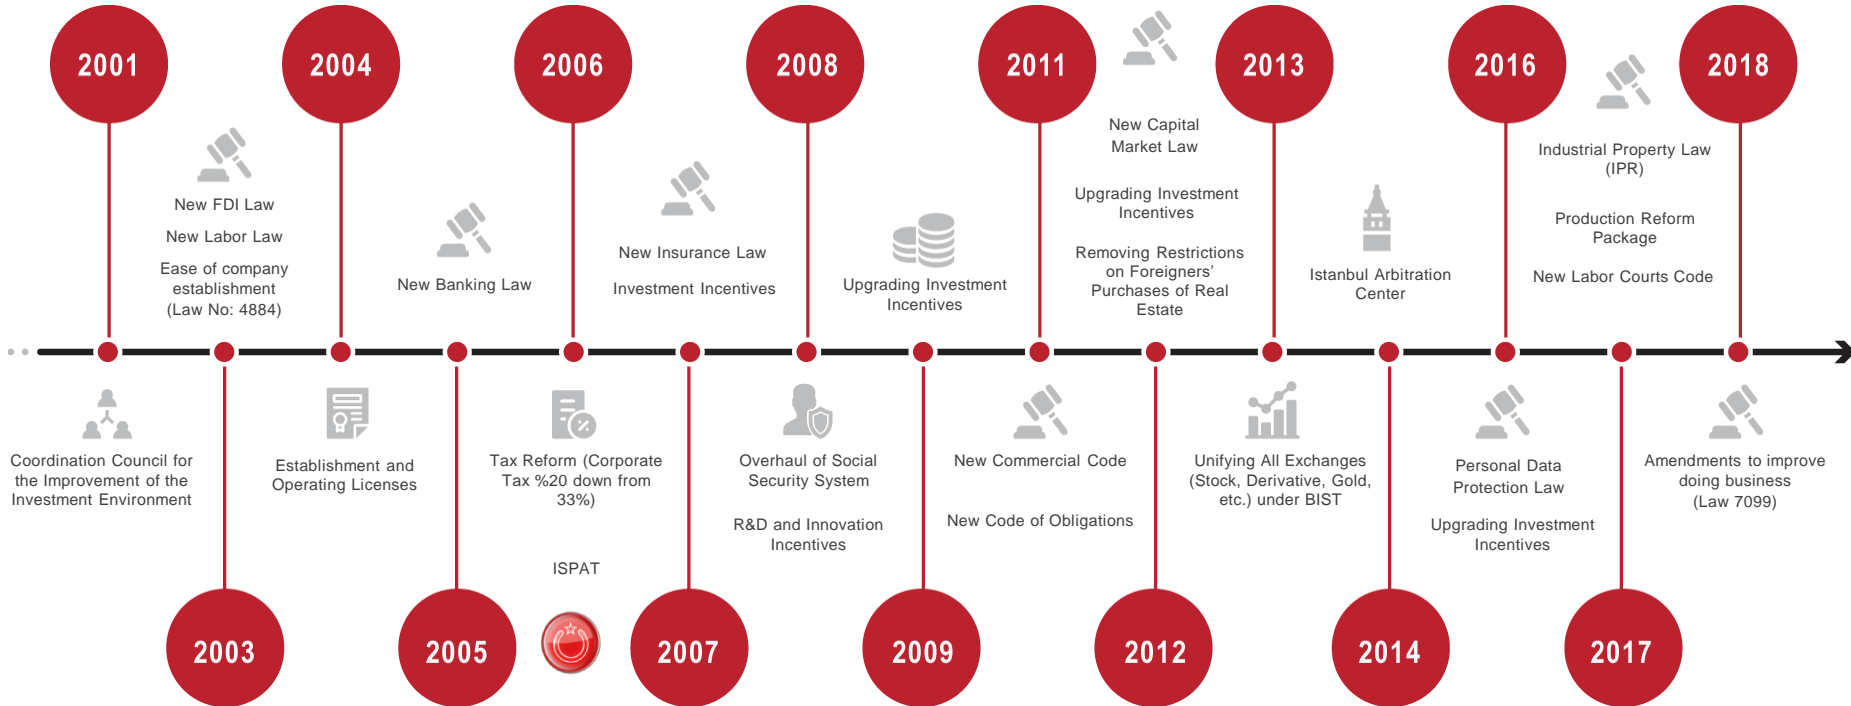 2001
2004
2006
2008
2011
2013
2016
2018
New FDI Law
New Labor Law
Ease of company
establishment
(Law No: 4884)
New Banking Law
New Insurance Law
Investment Incentives
Upgrading Investment
Incentives
New Capital
Market Law
Upgrading Investment
Incentives
Removing Restrictions
on Foreigners’
Purchases of Real
Estate
Istanbul Arbitration
Center
Industrial Property Law
(IPR)
Production Reform
Package
New Labor Courts Code
Coordination Council for
the Improvement of the
Investment Environment
Establishment and
Operating Licenses
Tax Reform (Corporate
Tax %20 down from
33%)
ISPAT
Overhaul of Social
Security System
R&D and Innovation
Incentives
New Commercial Code
New Code of Obligations
Unifying All Exchanges
(Stock, Derivative, Gold,
etc.) under BIST
Personal Data
Protection Law
Upgrading Investment
Incentives
Amendments to improve
doing business
(Law 7099)
2003
2005
2007
2009
2012
2014
2017